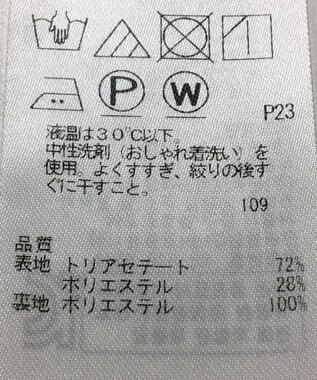 P W
P23
液温は30℃以下。
中性洗剤（おしゃれ着洗い）を
使用。よくすすぎ、絞りの後す
ぐに干すこと。
109
品質
表地 トリアセテート 72%
ポリエステル 28%
裏地 ポリエステル 100%